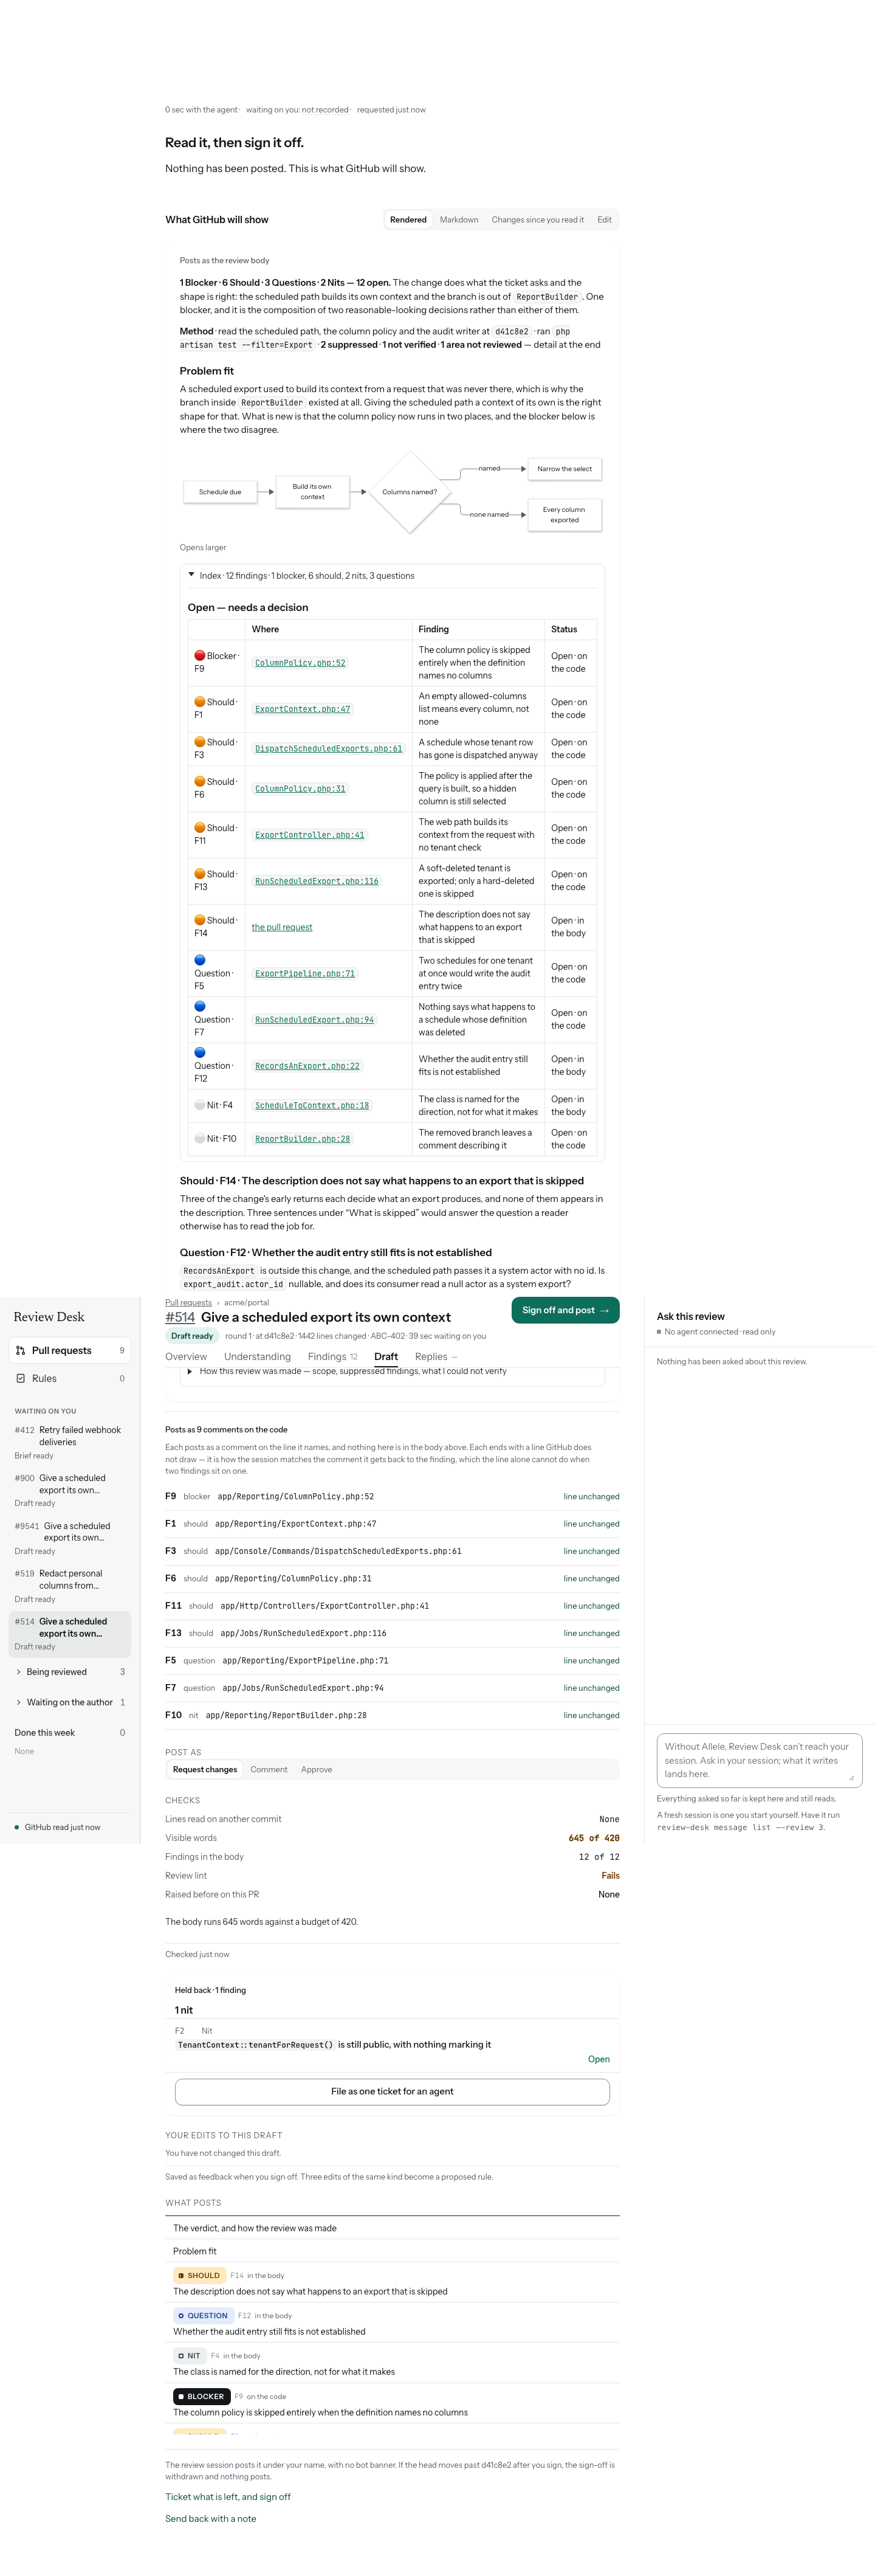 0 sec with the agent · waiting on you: not recorded · requested just now
Read it, then sign it off.
Nothing has been posted. This is what GitHub will show.
What GitHub will show
Rendered Markdown Changes since you read it Edit
Posts as the review body
1 Blocker · 6 Should · 3 Questions · 2 Nits — 12 open. The change does what the ticket asks and the
shape is right: the scheduled path builds its own context and the branch is out of ReportBuilder . One
blocker, and it is the composition of two reasonable-looking decisions rather than either of them.
Method · read the scheduled path, the column policy and the audit writer at d41c8e2 · ran php
artisan test --filter=Export · 2 suppressed · 1 not verified · 1 area not reviewed — detail at the end
Problem fit
A scheduled export used to build its context from a request that was never there, which is why the
branch inside ReportBuilder existed at all. Giving the scheduled path a context of its own is the right
shape for that. What is new is that the column policy now runs in two places, and the blocker below is
where the two disagree.
Schedule due
Build its own
context
Columns named?
named
Narrow the select
none named
Every column
exported
Opens larger
Index · 12 findings · 1 blocker, 6 should, 2 nits, 3 questions
Open — needs a decision
Where Finding Status
Blocker ·
F9
ColumnPolicy.php:52
The column policy is skipped
entirely when the definition
names no columns
Open · on
the code
Should ·
F1
ExportContext.php:47
An empty allowed-columns
list means every column, not
none
Open · on
the code
Should ·
F3
DispatchScheduledExports.php:61
A schedule whose tenant row
has gone is dispatched anyway
Open · on
the code
Should ·
F6
ColumnPolicy.php:31
The policy is applied after the
query is built, so a hidden
column is still selected
Open · on
the code
Should ·
F11
ExportController.php:41
The web path builds its
context from the request with
no tenant check
Open · on
the code
Should ·
F13
RunScheduledExport.php:116
A soft-deleted tenant is
exported; only a hard-deleted
one is skipped
Open · on
the code
Should ·
F14
the pull request
The description does not say
what happens to an export
that is skipped
Open · in
the body
Question ·
F5
ExportPipeline.php:71
Two schedules for one tenant
at once would write the audit
entry twice
Open · on
the code
Question ·
F7
RunScheduledExport.php:94
Nothing says what happens to
a schedule whose definition
was deleted
Open · on
the code
Question ·
F12
RecordsAnExport.php:22
Whether the audit entry still
fits is not established
Open · in
the body
Nit · F4
ScheduleToContext.php:18
The class is named for the
direction, not for what it makes
Open · in
the body
Nit · F10
ReportBuilder.php:28
The removed branch leaves a
comment describing it
Open · on
the code
Should · F14 · The description does not say what happens to an export that is skipped
Three of the change's early returns each decide what an export produces, and none of them appears in
the description. Three sentences under “What is skipped” would answer the question a reader
otherwise has to read the job for.
Question · F12 · Whether the audit entry still fits is not established
RecordsAnExport is outside this change, and the scheduled path passes it a system actor with no id. Is
export_audit.actor_id nullable, and does its consumer read a null actor as a system export?
Review Desk
Pull requests 9
Rules 0
WAITING ON YOU
#412 Retry failed webhook
deliveries
Brief ready
#900 Give a scheduled
export its own…
Draft ready
#9541 Give a scheduled
export its own…
Draft ready
#519 Redact personal
columns from…
Draft ready
#514 Give a scheduled
export its own…
Draft ready
Being reviewed 3
Waiting on the author 1
Done this week 0
None
GitHub read just now
Pull requests › acme/portal
#514 Give a scheduled export its own context
Sign off and post →
Draft ready round 1 · at d41c8e2 · 1442 lines changed · ABC-402 · 39 sec waiting on you
Overview Understanding Findings 12 Draft Replies —
How this review was made — scope, suppressed findings, what I could not verify
Posts as 9 comments on the code
Each posts as a comment on the line it names, and nothing here is in the body above. Each ends with a line GitHub does
not draw — it is how the session matches the comment it gets back to the finding, which the line alone cannot do when
two findings sit on one.
F9 blocker app/Reporting/ColumnPolicy.php:52 line unchanged
F1 should app/Reporting/ExportContext.php:47 line unchanged
F3 should app/Console/Commands/DispatchScheduledExports.php:61 line unchanged
F6 should app/Reporting/ColumnPolicy.php:31 line unchanged
F11 should app/Http/Controllers/ExportController.php:41 line unchanged
F13 should app/Jobs/RunScheduledExport.php:116 line unchanged
F5 question app/Reporting/ExportPipeline.php:71 line unchanged
F7 question app/Jobs/RunScheduledExport.php:94 line unchanged
F10 nit app/Reporting/ReportBuilder.php:28 line unchanged
POST AS
Request changes Comment Approve
CHECKS
Lines read on another commit None
Visible words 645 of 420
Findings in the body 12 of 12
Review lint Fails
Raised before on this PR None
The body runs 645 words against a budget of 420.
Checked just now
Held back · 1 finding
1 nit
F2 Nit
TenantContext::tenantForRequest() is still public, with nothing marking it
Open
File as one ticket for an agent
YOUR EDITS TO THIS DRAFT
You have not changed this draft.
Saved as feedback when you sign off. Three edits of the same kind become a proposed rule.
WHAT POSTS
The verdict, and how the review was made
Problem fit
SHOULD F14 in the body
The description does not say what happens to an export that is skipped
QUESTION F12 in the body
Whether the audit entry still fits is not established
NIT F4 in the body
The class is named for the direction, not for what it makes
BLOCKER F9 on the code
The column policy is skipped entirely when the definition names no columns
The review session posts it under your name, with no bot banner. If the head moves past d41c8e2 after you sign, the sign-off is
withdrawn and nothing posts.
Ticket what is left, and sign off
Send back with a note
Ask this review
No agent connected · read only
Nothing has been asked about this review.
Without Allele, Review Desk can't reach your
session. Ask in your session; what it writes
lands here.
Everything asked so far is kept here and still reads.
A fresh session is one you start yourself. Have it run
review-desk message list --review 3.